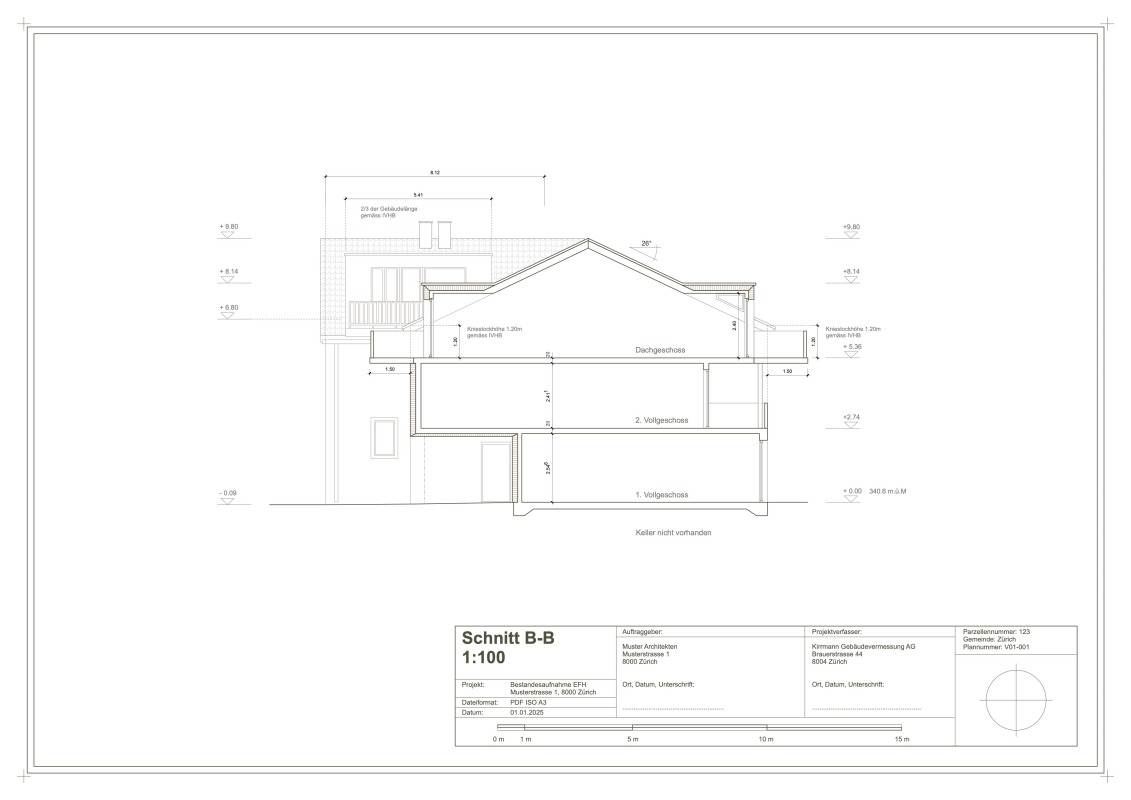 8.12
5.41
2/3 der Gebäudelänge
gemäss IVHB
+ 9.80
+9.80
26°
+ 8.14
+8.14
+ 6.80
Kniestockhöhe 1.20m
gemäss IVHB
1.20
2.40
Kniestockhöhe 1.20m
gemäss IVHB
1.20
+ 5.36
20
Dachgeschoss
1.50
1.50
2.41¹
+2.74
20
2. Vollgeschoss
2.54⁵
- 0.09
1. Vollgeschoss
+ 0.00 340.6 m.ü.M
Keller nicht vorhanden
Schnitt B-B
1:100
Projekt: Bestandesaufnahme EFH
Musterstrasse 1, 8000 Zürich
Dateiformat: PDF ISO A3
Datum: 01.01.2025
Auftraggeber:
Muster Architekten
Musterstrasse 1
8000 Zürich
Ort, Datum, Unterschrift:
Projektverfasser:
Kirrmann Gebäudevermessung AG
Brauerstrasse 44
8004 Zürich
Ort, Datum, Unterschrift:
Parzellennummer: 123
Gemeinde: Zürich
Plannummer: V01-001
0 m 1 m 5 m 10 m 15 m